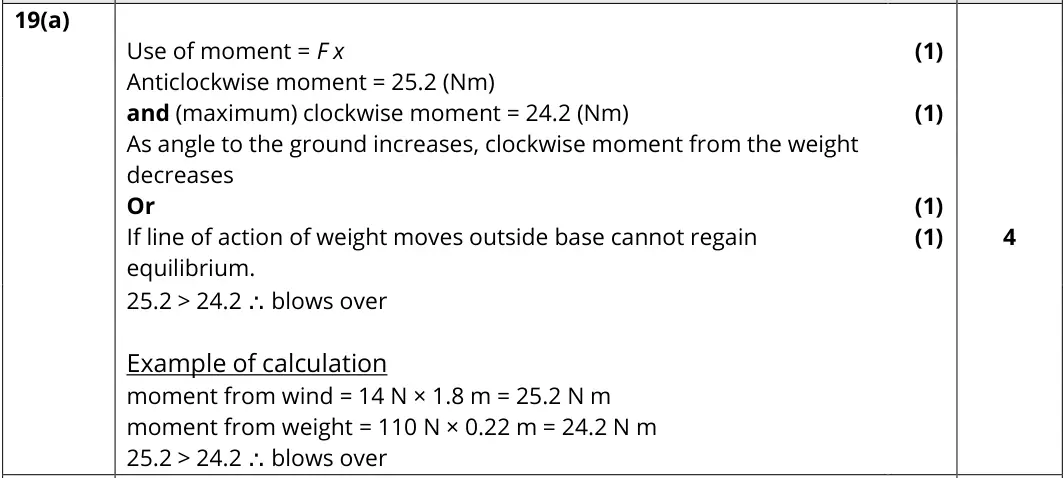 19(a)
Use of moment = F x (1)
Anticlockwise moment = 25.2 (Nm)
and (maximum) clockwise moment = 24.2 (Nm) (1)
As angle to the ground increases, clockwise moment from the weight
decreases
Or (1)
If line of action of weight moves outside base cannot regain (1) 4
equilibrium.
25.2 > 24.2 ∴ blows over
Example of calculation
moment from wind = 14 N × 1.8 m = 25.2 N m
moment from weight = 110 N × 0.22 m = 24.2 N m
25.2 > 24.2 ∴ blows over